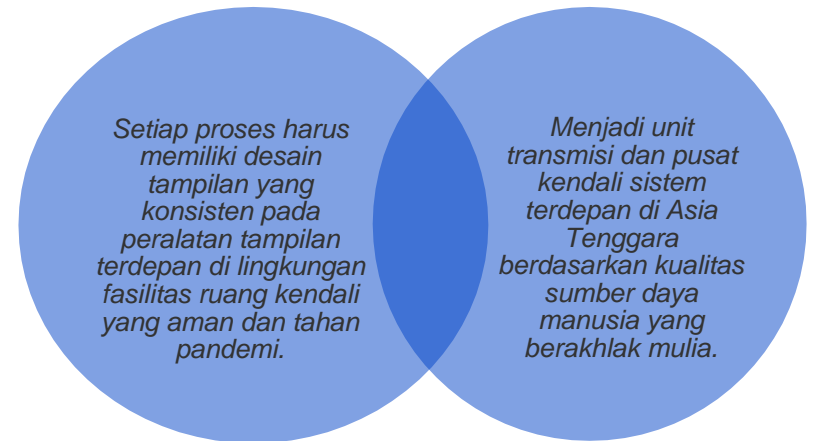 Setiap proses harus
memiliki desain
tampilan yang
konsisten pada
peralatan tampilan
terdepan di lingkungan
fasilitas ruang kendali
yang aman dan tahan
pandemi.
Menjadi unit
transmisi dan pusat
kendali sistem
terdepan di Asia
Tenggara
berdasarkan kualitas
sumber daya
manusia yang
berakhlak mulia.